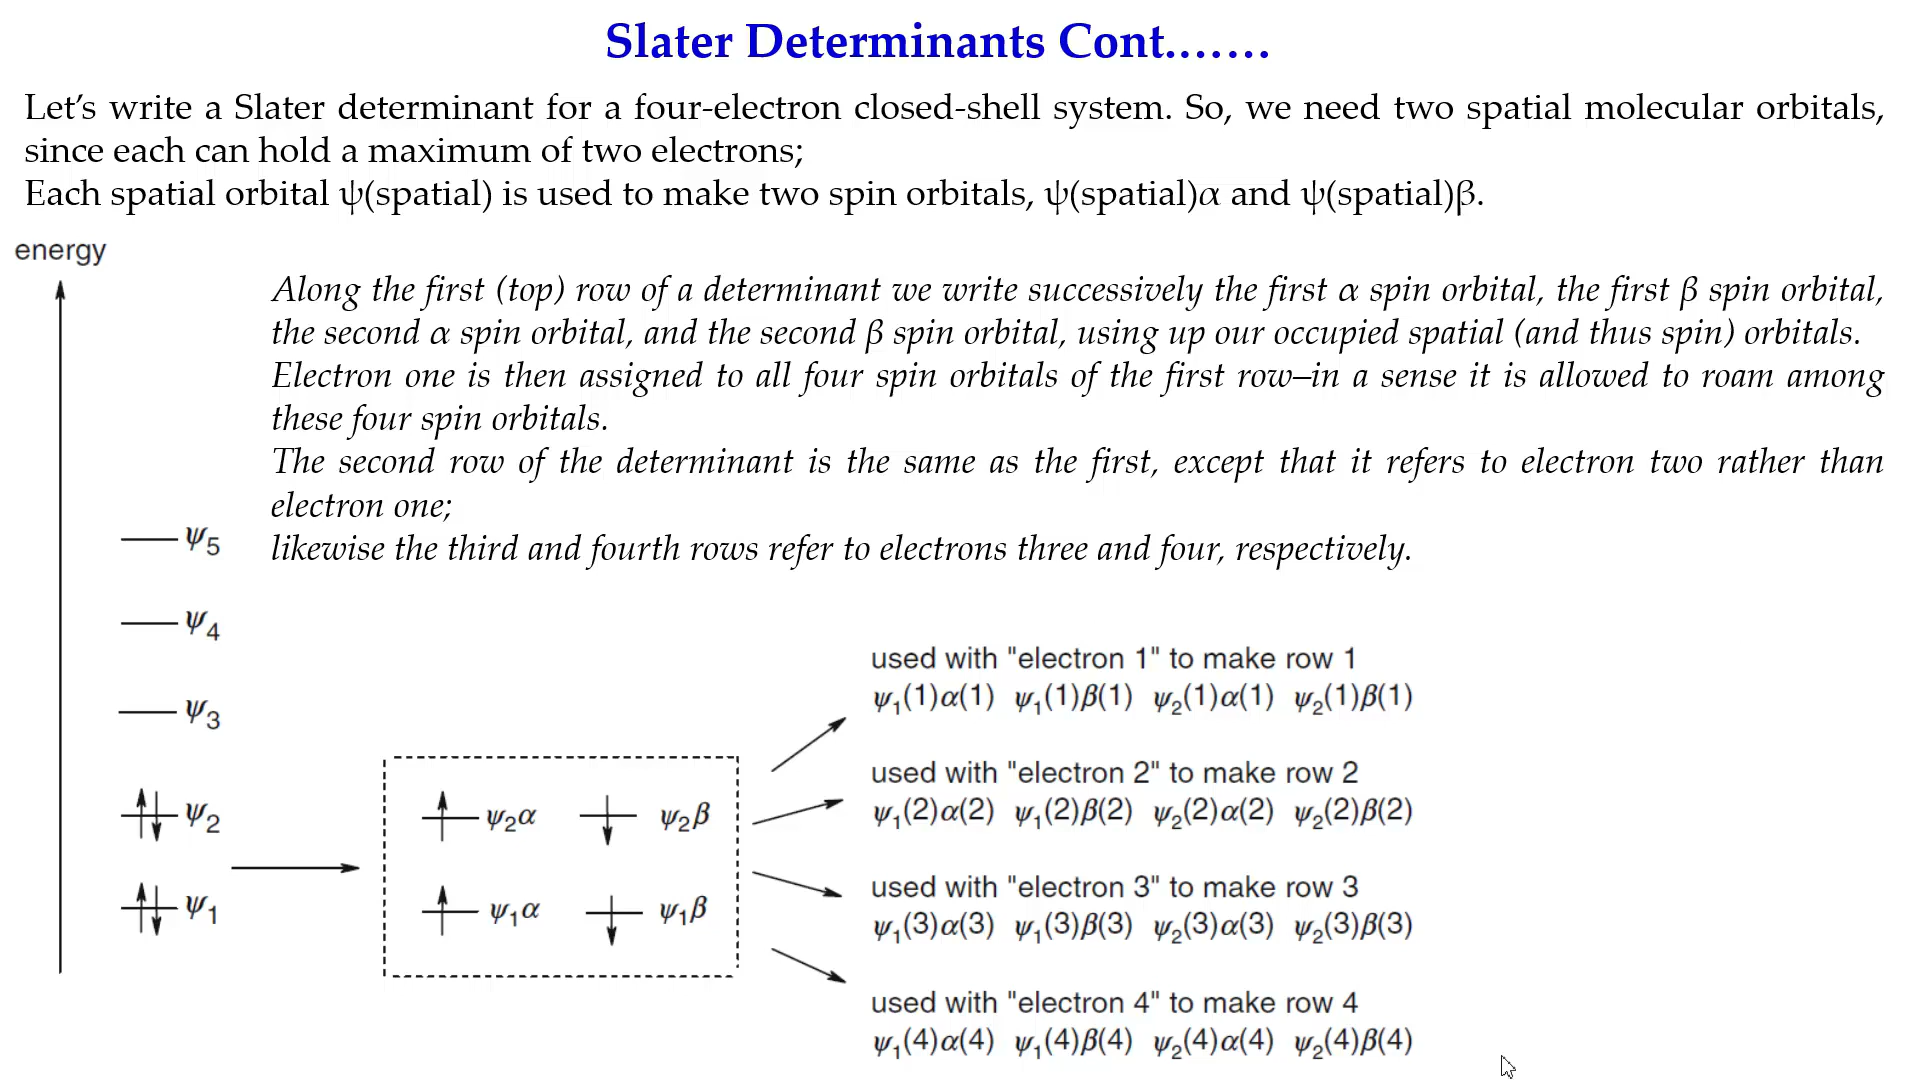 Slater Determinants Cont.......
Let's write a Slater determinant for a four-electron closed-shell system. So, we need two spatial molecular orbitals,
since each can hold a maximum of two electrons;
Each spatial orbital ψ(spatial) is used to make two spin orbitals, ψ(spatial)α and ψ(spatial)β.
energy
Along the first (top) row of a determinant we write successively the first α spin orbital, the first β spin orbital,
the second α spin orbital, and the second β spin orbital, using up our occupied spatial (and thus spin) orbitals.
Electron one is then assigned to all four spin orbitals of the first row–in a sense it is allowed to roam among
these four spin orbitals.
The second row of the determinant is the same as the first, except that it refers to electron two rather than
electron one;
likewise the third and fourth rows refer to electrons three and four, respectively.
ψ₅
ψ₄
ψ₃
ψ₂
ψ₁
ψ₂α ψ₂β
ψ₁α ψ₁β
used with "electron 1" to make row 1
ψ₁(1)α(1) ψ₁(1)β(1) ψ₂(1)α(1) ψ₂(1)β(1)
used with "electron 2" to make row 2
ψ₁(2)α(2) ψ₁(2)β(2) ψ₂(2)α(2) ψ₂(2)β(2)
used with "electron 3" to make row 3
ψ₁(3)α(3) ψ₁(3)β(3) ψ₂(3)α(3) ψ₂(3)β(3)
used with "electron 4" to make row 4
ψ₁(4)α(4) ψ₁(4)β(4) ψ₂(4)α(4) ψ₂(4)β(4)